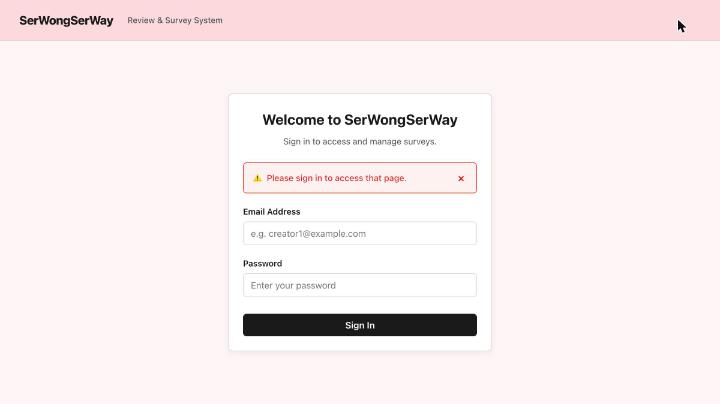 SerWongSerWay Review & Survey System
Welcome to SerWongSerWay
Sign in to access and manage surveys.
⚠️ Please sign in to access that page. ×
Email Address
e.g. creator1@example.com
Password
Enter your password
Sign In